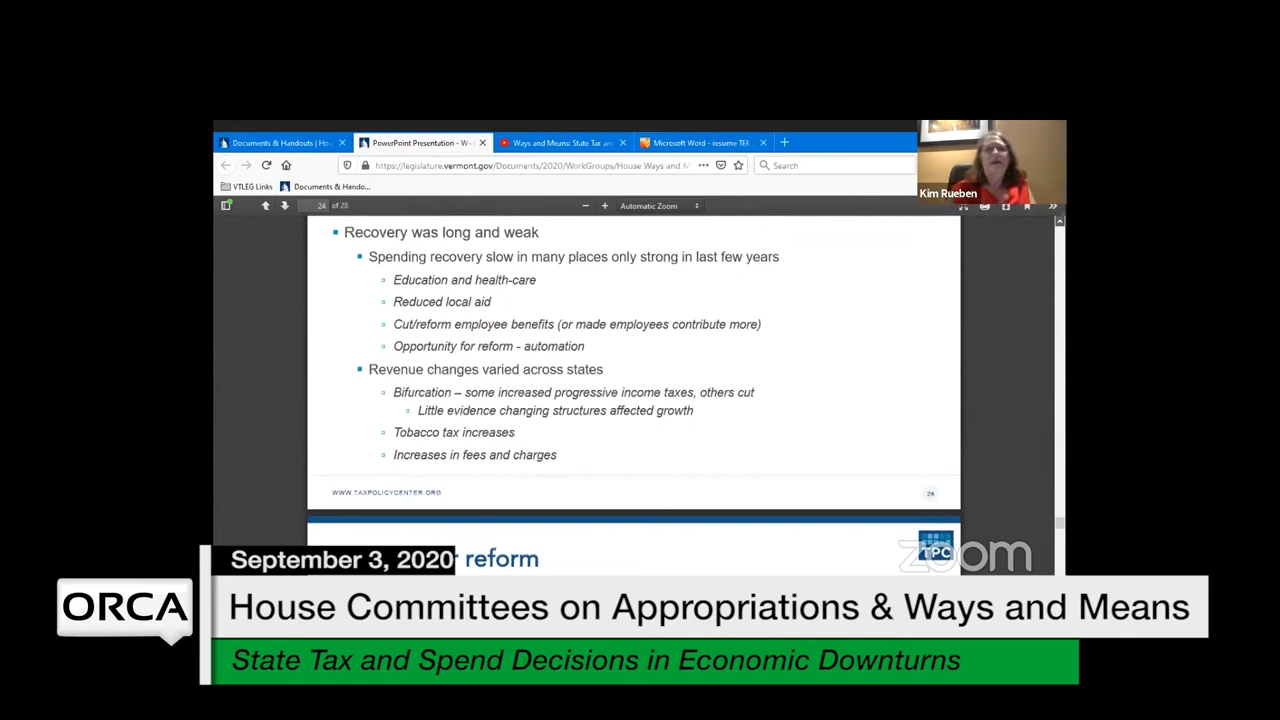 Documents & Handouts | Ho
PowerPoint Presentation - W
Ways and Means: State Tax an
Microsoft Word - resume TEI
https://legislature.vermont.gov/Documents/2020/WorkGroups/House Ways and M
Search
Kim Rueben
VTLEG Links
Documents & Hando...
24 of 28
Automatic Zoom
Recovery was long and weak
Spending recovery slow in many places only strong in last few years
Education and health-care
Reduced local aid
Cut/reform employee benefits (or made employees contribute more)
Opportunity for reform - automation
Revenue changes varied across states
Bifurcation – some increased progressive income taxes, others cut
Little evidence changing structures affected growth
Tobacco tax increases
Increases in fees and charges
WWW.TAXPOLICYCENTER.ORG
24
reform
TPC
zoom
September 3, 2020
ORCA
House Committees on Appropriations & Ways and Means
State Tax and Spend Decisions in Economic Downturns